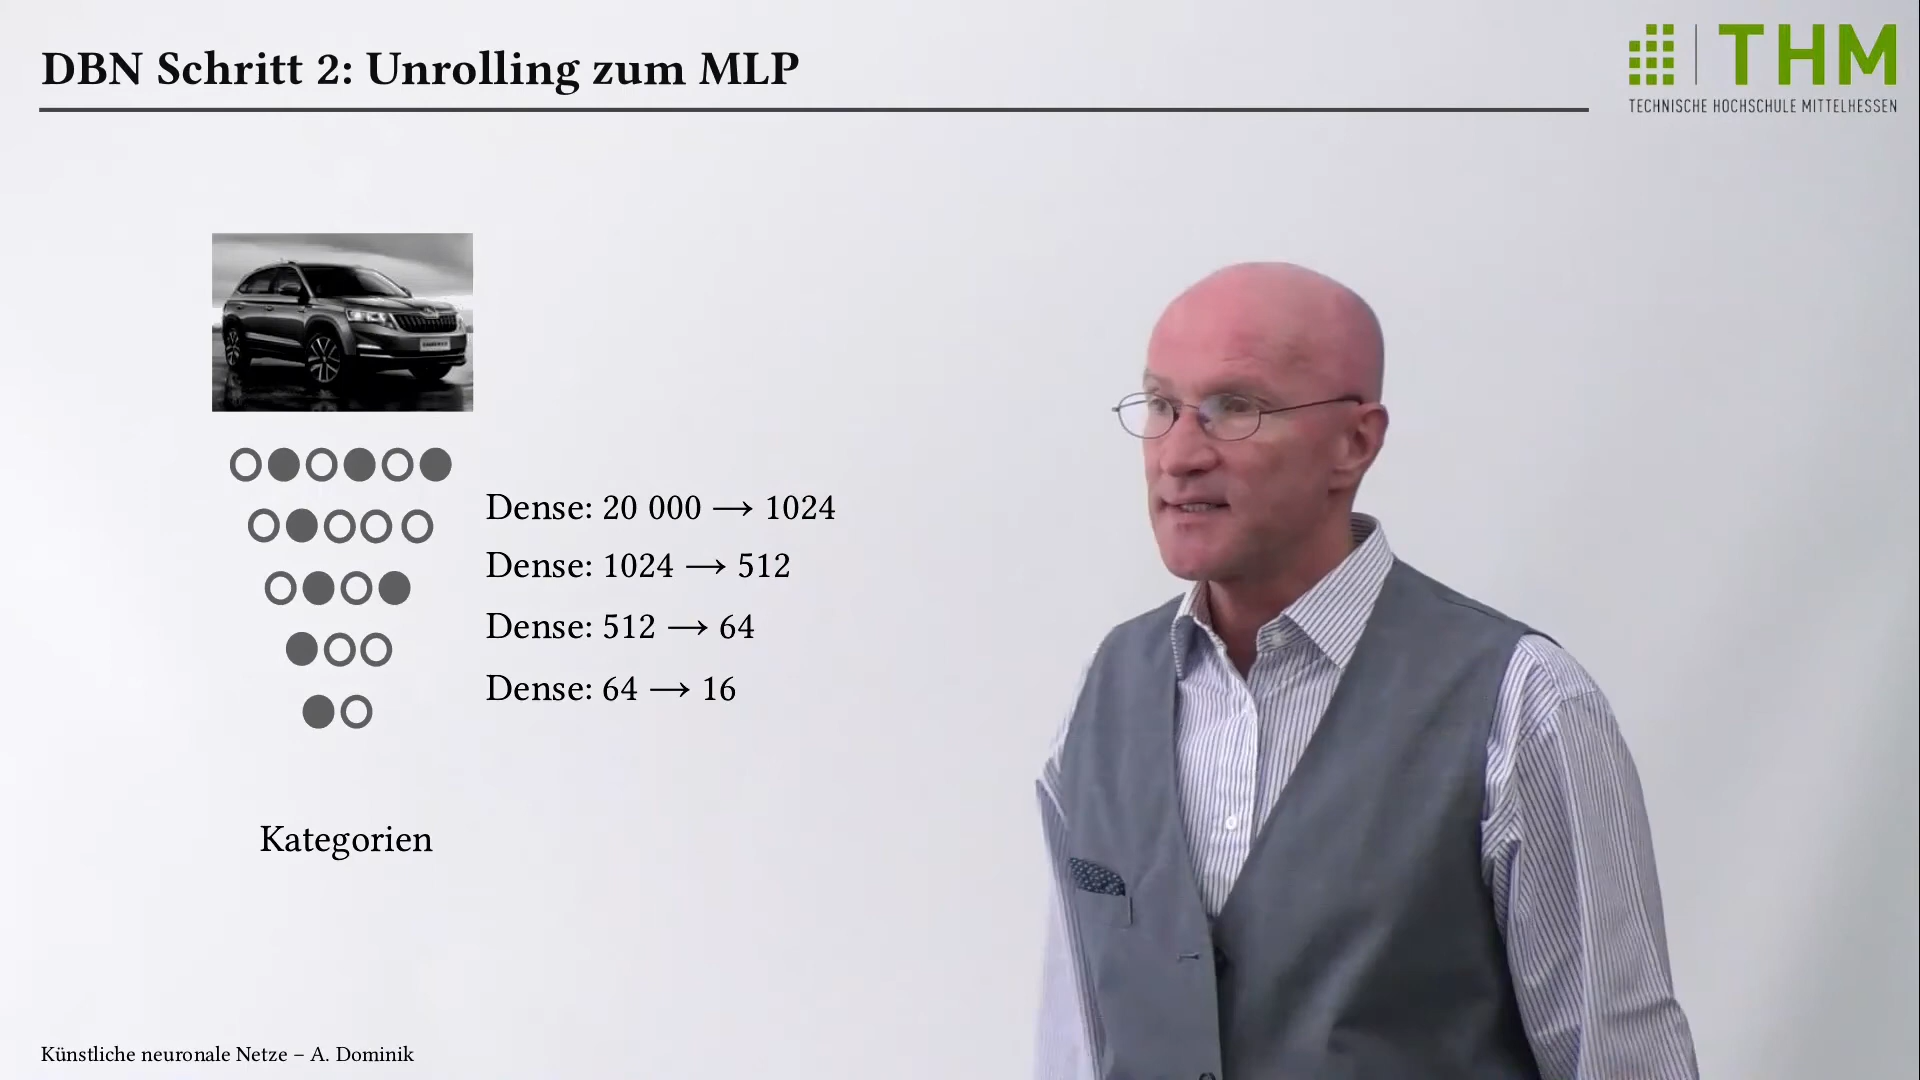 DBN Schritt 2: Unrolling zum MLP
THM
TECHNISCHE HOCHSCHULE MITTELHESSEN
Dense: 20 000 → 1024
Dense: 1024 → 512
Dense: 512 → 64
Dense: 64 → 16
Kategorien
Künstliche neuronale Netze – A. Dominik